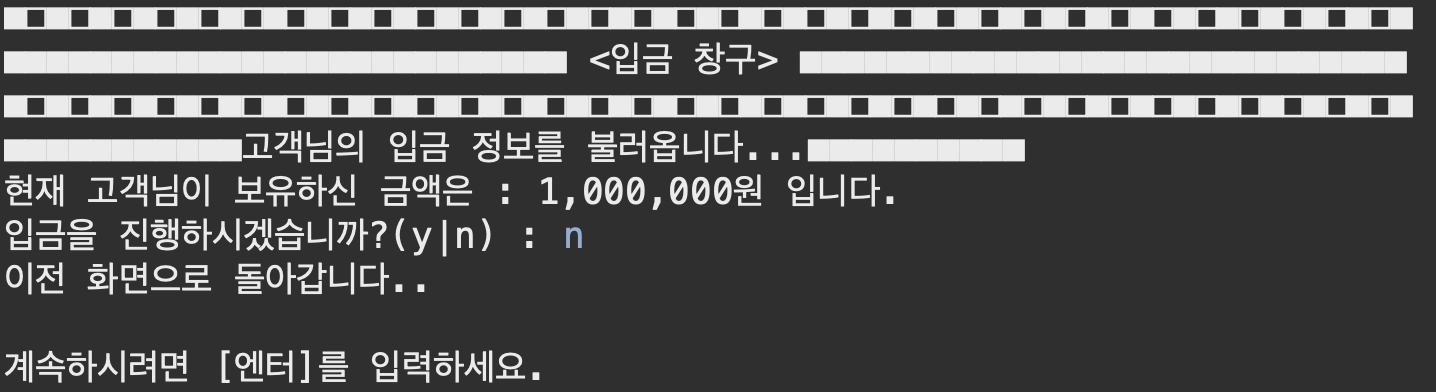 <입금 창구>
고객님의 입금 정보를 불러옵니다...
현재 고객님이 보유하신 금액은 : 1,000,000원 입니다.
입금을 진행하시겠습니까?(y|n) : n
이전 화면으로 돌아갑니다..
계속하시려면 [엔터]를 입력하세요.